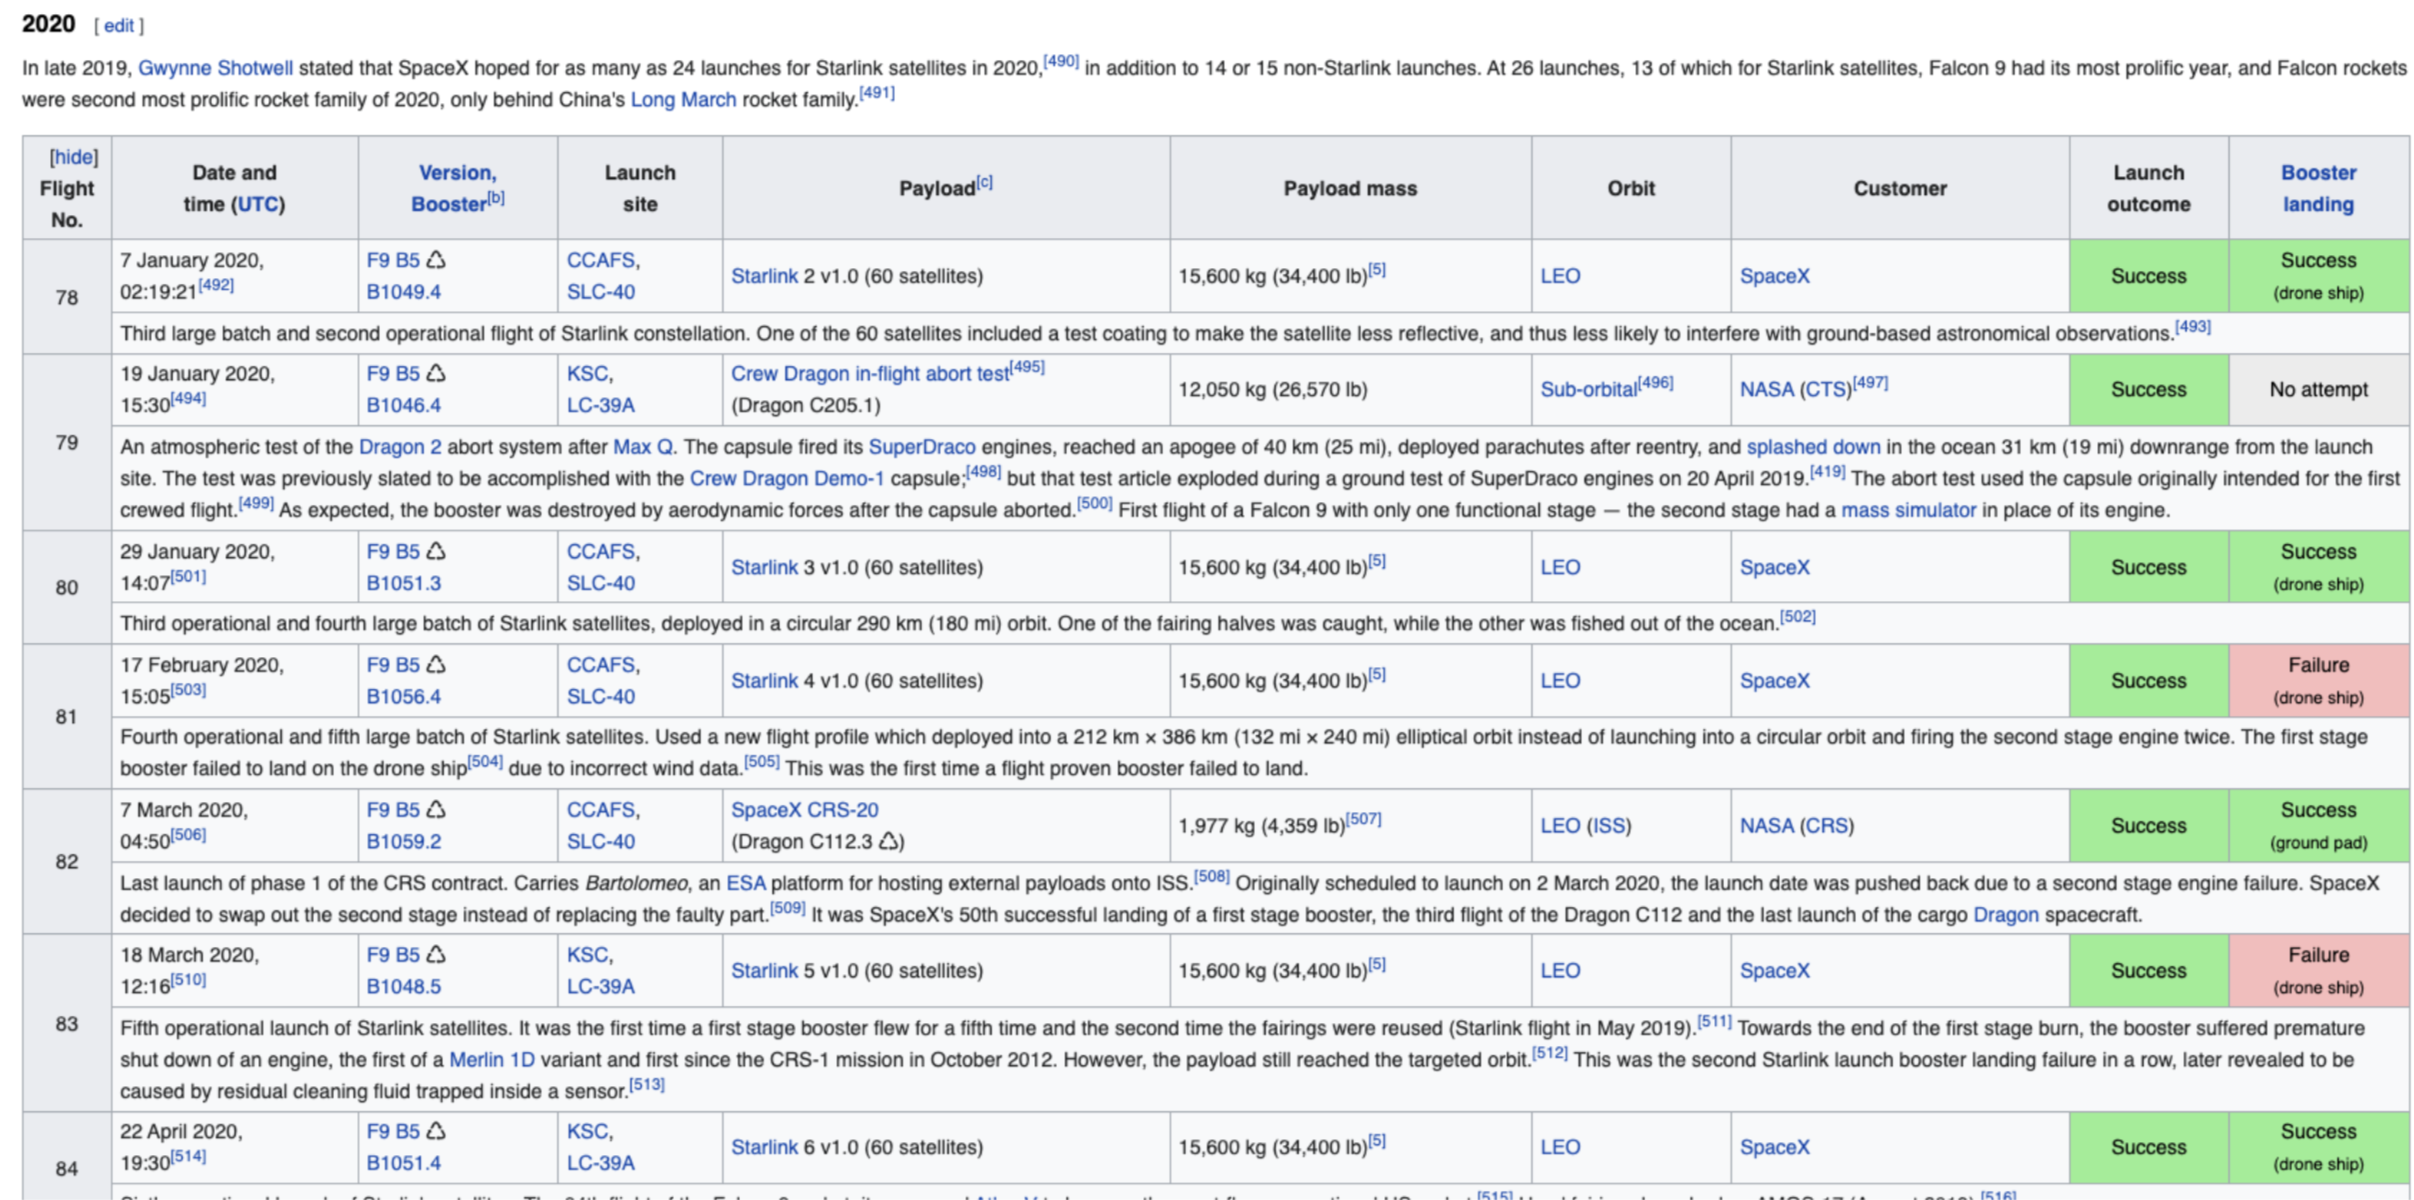 2020 [ edit ]
In late 2019, Gwynne Shotwell stated that SpaceX hoped for as many as 24 launches for Starlink satellites in 2020,[490] in addition to 14 or 15 non-Starlink launches. At 26 launches, 13 of which for Starlink satellites, Falcon 9 had its most prolific year, and Falcon rockets
were second most prolific rocket family of 2020, only behind China's Long March rocket family.[491]
[hide]
Flight
No.
Date and
time (UTC)
Version,
Booster[b]
Launch
site
Payload[c]
Payload mass
Orbit
Customer
Launch
outcome
Booster
landing
78
7 January 2020,
02:19:21[492]
F9 B5 ♺
B1049.4
CCAFS,
SLC-40
Starlink 2 v1.0 (60 satellites)
15,600 kg (34,400 lb)[5]
LEO
SpaceX
Success
Success
(drone ship)
Third large batch and second operational flight of Starlink constellation. One of the 60 satellites included a test coating to make the satellite less reflective, and thus less likely to interfere with ground-based astronomical observations.[493]
79
19 January 2020,
15:30[494]
F9 B5 ♺
B1046.4
KSC,
LC-39A
Crew Dragon in-flight abort test[495]
(Dragon C205.1)
12,050 kg (26,570 lb)
Sub-orbital[496]
NASA (CTS)[497]
Success
No attempt
An atmospheric test of the Dragon 2 abort system after Max Q. The capsule fired its SuperDraco engines, reached an apogee of 40 km (25 mi), deployed parachutes after reentry, and splashed down in the ocean 31 km (19 mi) downrange from the launch
site. The test was previously slated to be accomplished with the Crew Dragon Demo-1 capsule;[498] but that test article exploded during a ground test of SuperDraco engines on 20 April 2019.[419] The abort test used the capsule originally intended for the first
crewed flight.[499] As expected, the booster was destroyed by aerodynamic forces after the capsule aborted.[500] First flight of a Falcon 9 with only one functional stage — the second stage had a mass simulator in place of its engine.
80
29 January 2020,
14:07[501]
F9 B5 ♺
B1051.3
CCAFS,
SLC-40
Starlink 3 v1.0 (60 satellites)
15,600 kg (34,400 lb)[5]
LEO
SpaceX
Success
Success
(drone ship)
Third operational and fourth large batch of Starlink satellites, deployed in a circular 290 km (180 mi) orbit. One of the fairing halves was caught, while the other was fished out of the ocean.[502]
81
17 February 2020,
15:05[503]
F9 B5 ♺
B1056.4
CCAFS,
SLC-40
Starlink 4 v1.0 (60 satellites)
15,600 kg (34,400 lb)[5]
LEO
SpaceX
Success
Failure
(drone ship)
Fourth operational and fifth large batch of Starlink satellites. Used a new flight profile which deployed into a 212 km × 386 km (132 mi × 240 mi) elliptical orbit instead of launching into a circular orbit and firing the second stage engine twice. The first stage
booster failed to land on the drone ship[504] due to incorrect wind data.[505] This was the first time a flight proven booster failed to land.
82
7 March 2020,
04:50[506]
F9 B5 ♺
B1059.2
CCAFS,
SLC-40
SpaceX CRS-20
(Dragon C112.3 ♺)
1,977 kg (4,359 lb)[507]
LEO (ISS)
NASA (CRS)
Success
Success
(ground pad)
Last launch of phase 1 of the CRS contract. Carries Bartolomeo, an ESA platform for hosting external payloads onto ISS.[508] Originally scheduled to launch on 2 March 2020, the launch date was pushed back due to a second stage engine failure. SpaceX
decided to swap out the second stage instead of replacing the faulty part.[509] It was SpaceX's 50th successful landing of a first stage booster, the third flight of the Dragon C112 and the last launch of the cargo Dragon spacecraft.
83
18 March 2020,
12:16[510]
F9 B5 ♺
B1048.5
KSC,
LC-39A
Starlink 5 v1.0 (60 satellites)
15,600 kg (34,400 lb)[5]
LEO
SpaceX
Success
Failure
(drone ship)
Fifth operational launch of Starlink satellites. It was the first time a first stage booster flew for a fifth time and the second time the fairings were reused (Starlink flight in May 2019).[511] Towards the end of the first stage burn, the booster suffered premature
shut down of an engine, the first of a Merlin 1D variant and first since the CRS-1 mission in October 2012. However, the payload still reached the targeted orbit.[512] This was the second Starlink launch booster landing failure in a row, later revealed to be
caused by residual cleaning fluid trapped inside a sensor.[513]
84
22 April 2020,
19:30[514]
F9 B5 ♺
B1051.4
KSC,
LC-39A
Starlink 6 v1.0 (60 satellites)
15,600 kg (34,400 lb)[5]
LEO
SpaceX
Success
Success
(drone ship)